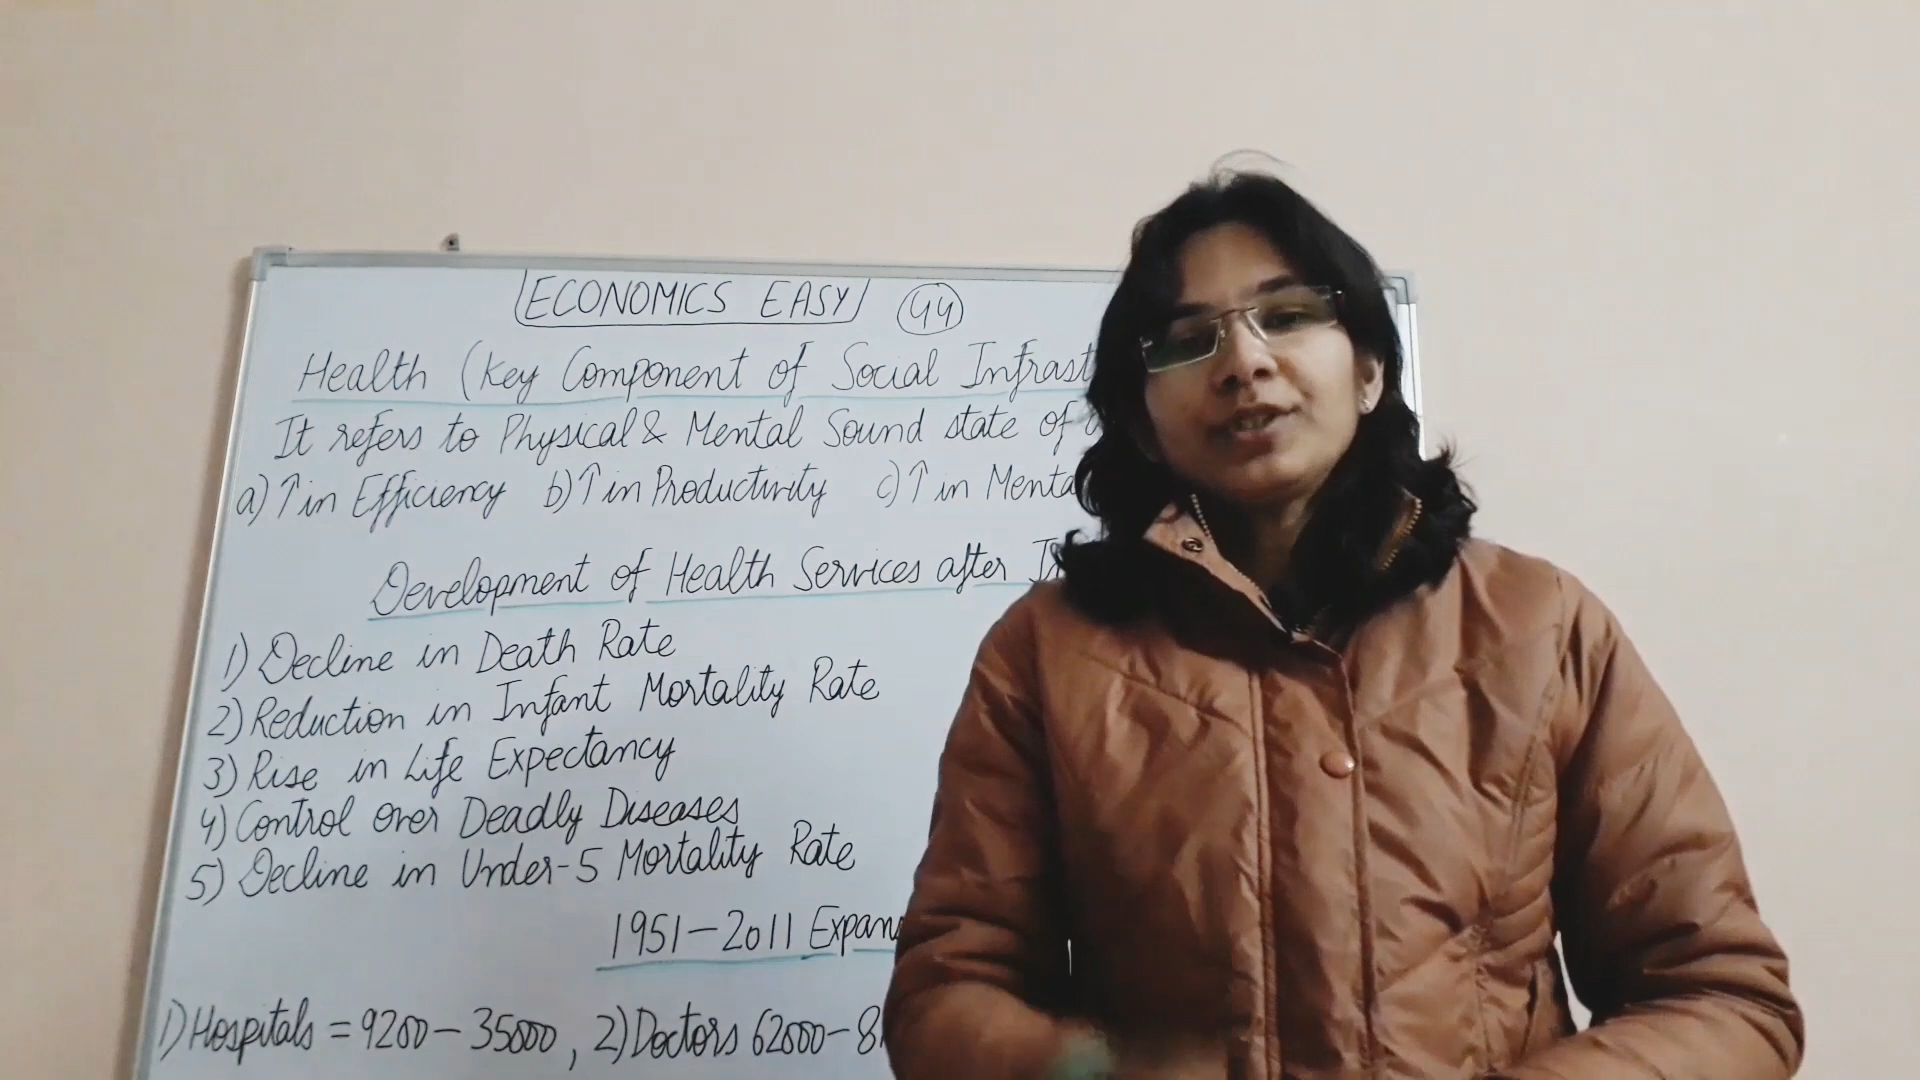 ECONOMICS EASY 44
Health (Key Component of Social Infrast
It refers to Physical & Mental Sound state of
a) ↑ in Efficiency b) ↑ in Productivity c) ↑ in Menta
Development of Health Services after In
1) Decline in Death Rate
2) Reduction in Infant Mortality Rate
3) Rise in Life Expectancy
4) Control over Deadly Diseases
5) Decline in Under-5 Mortality Rate
1951-2011 Expan
1) Hospitals = 9200 - 35000, 2) Doctors 62000 - 81